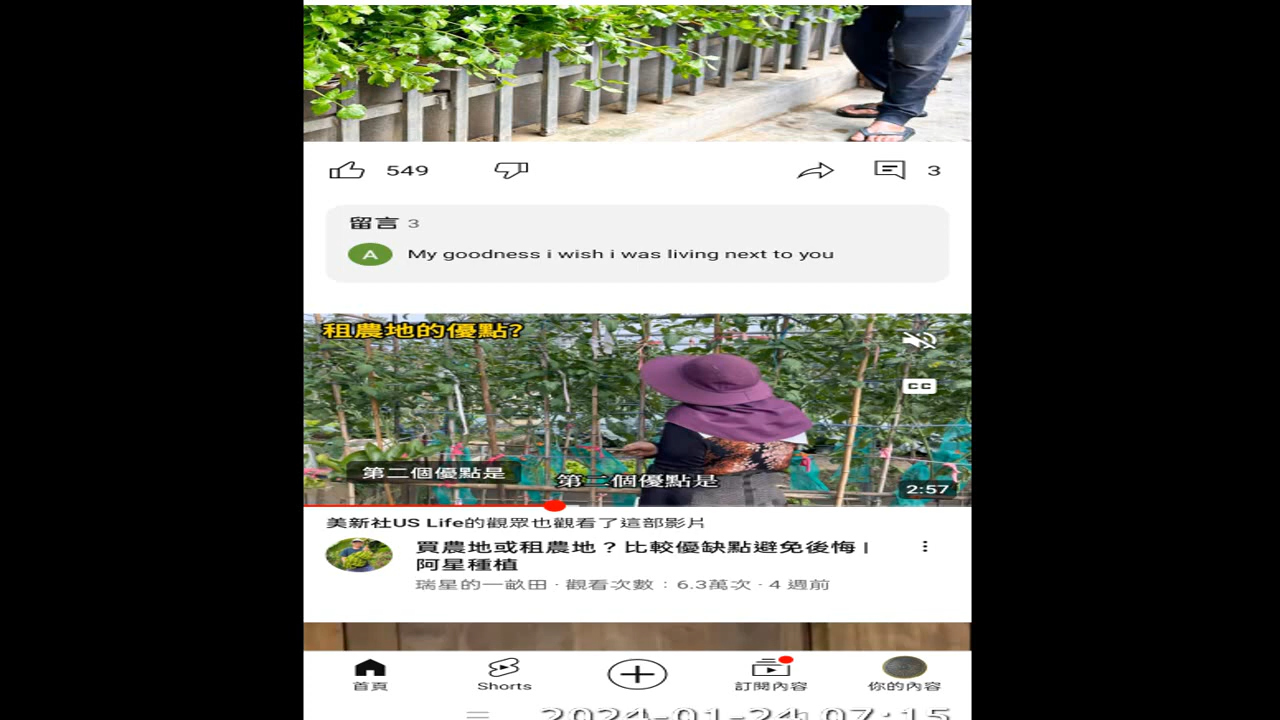 549
3
留言 3
A My goodness i wish i was living next to you
租農地的優點?
CC
第二個優點是
第二個優點是
2:57
美新社US Life的觀眾也觀看了這部影片
買農地或租農地？比較優缺點避免後悔 |
阿星種植
瑞星的一畝田 · 觀看次數：6.3萬次 · 4 週前
首頁
Shorts
訂閱內容
你的內容
2024-01-24 07:15